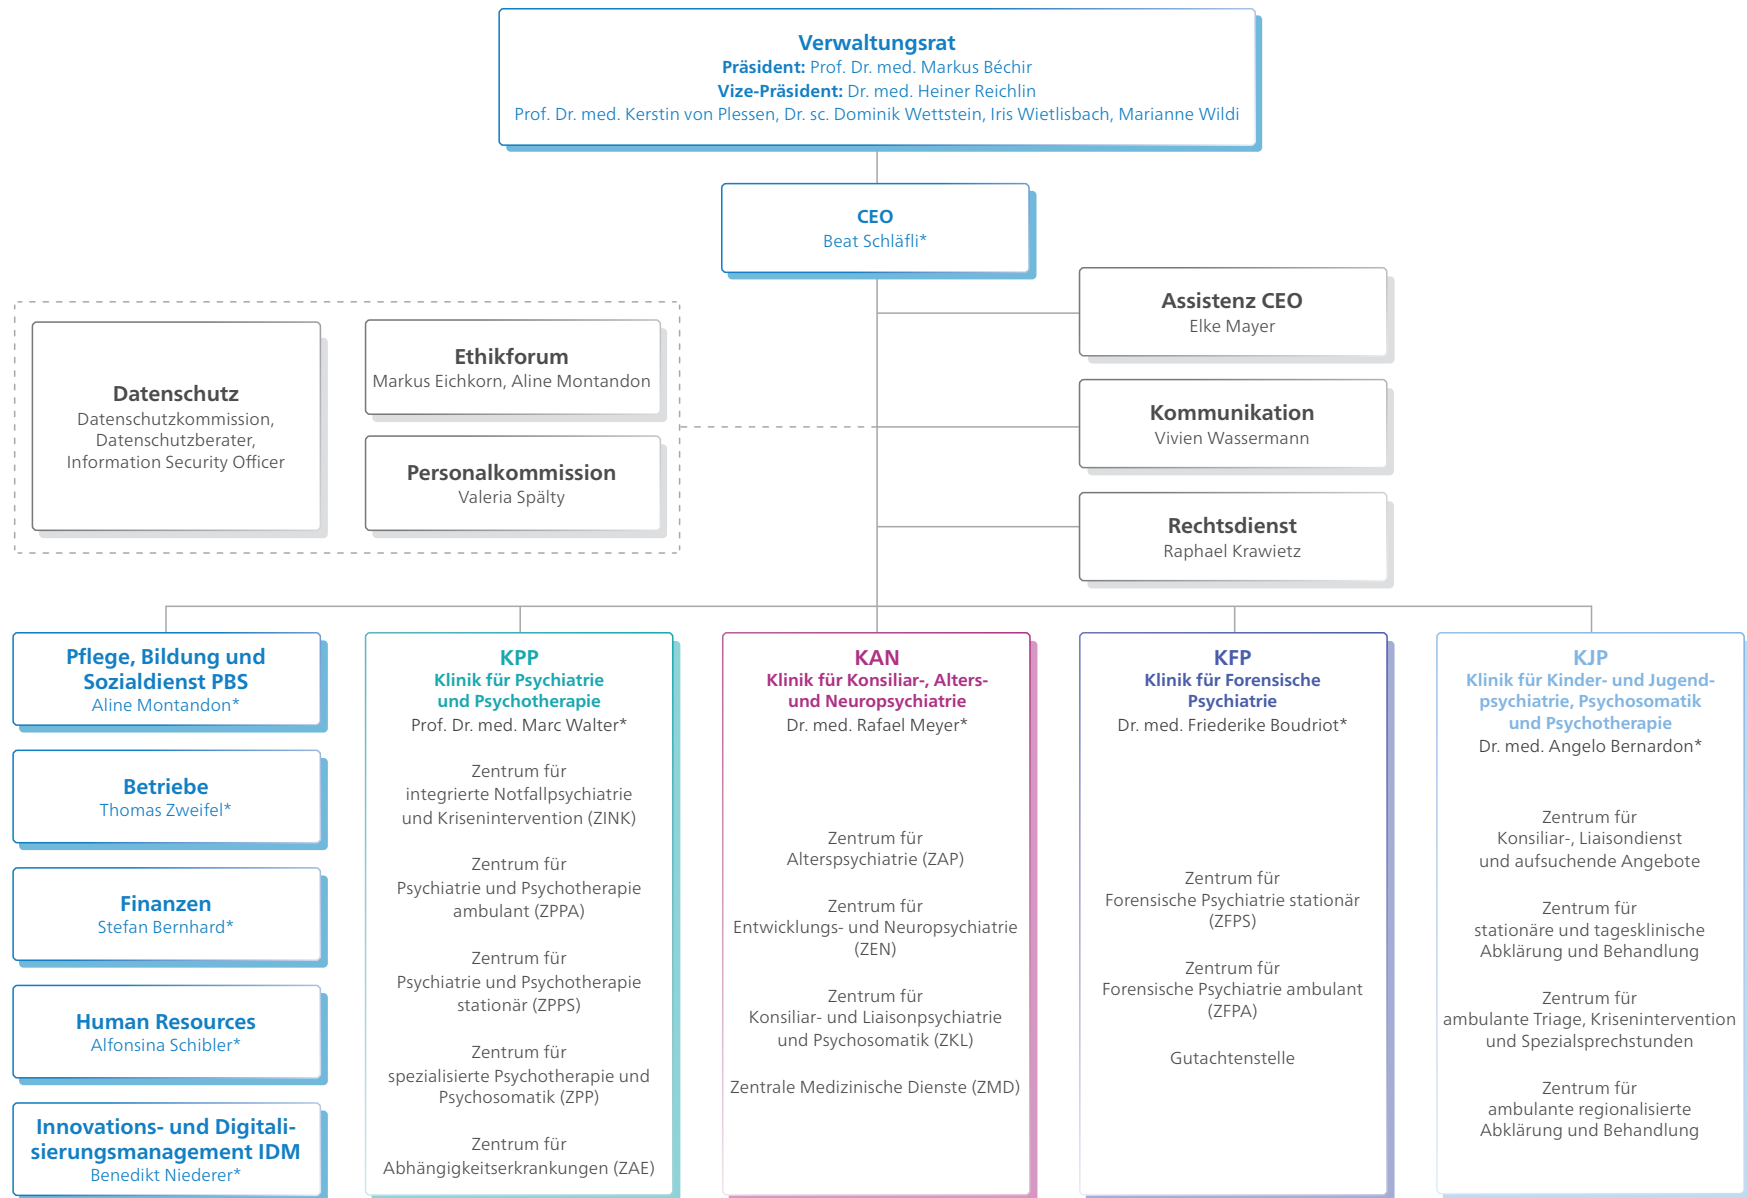 Verwaltungsrat
Präsident: Prof. Dr. med. Markus Béchir
Vize-Präsident: Dr. med. Heiner Reichlin
Prof. Dr. med. Kerstin von Plessen, Dr. sc. Dominik Wettstein, Iris Wietlisbach, Marianne Wildi
CEO
Beat Schläfli*
Assistenz CEO
Elke Mayer
Kommunikation
Vivien Wassermann
Rechtsdienst
Raphael Krawietz
Datenschutz
Datenschutzkommission,
Datenschutzberater,
Information Security Officer
Ethikforum
Markus Eichkorn, Aline Montandon
Personalkommission
Valeria Spälty
Pflege, Bildung und
Sozialdienst PBS
Aline Montandon*
Betriebe
Thomas Zweifel*
Finanzen
Stefan Bernhard*
Human Resources
Alfonsina Schibler*
Innovations- und Digitali-
sierungsmanagement IDM
Benedikt Niederer*
KPP
Klinik für Psychiatrie
und Psychotherapie
Prof. Dr. med. Marc Walter*
Zentrum für
integrierte Notfallpsychiatrie
und Krisenintervention (ZINK)
Zentrum für
Psychiatrie und Psychotherapie
ambulant (ZPPA)
Zentrum für
Psychiatrie und Psychotherapie
stationär (ZPPS)
Zentrum für
spezialisierte Psychotherapie und
Psychosomatik (ZPP)
Zentrum für
Abhängigkeitserkrankungen (ZAE)
KAN
Klinik für Konsiliar-, Alters-
und Neuropsychiatrie
Dr. med. Rafael Meyer*
Zentrum für
Alterspsychiatrie (ZAP)
Zentrum für
Entwicklungs- und Neuropsychiatrie
(ZEN)
Zentrum für
Konsiliar- und Liaisonpsychiatrie
und Psychosomatik (ZKL)
Zentrale Medizinische Dienste (ZMD)
KFP
Klinik für Forensische
Psychiatrie
Dr. med. Friederike Boudriot*
Zentrum für
Forensische Psychiatrie stationär
(ZFPS)
Zentrum für
Forensische Psychiatrie ambulant
(ZFPA)
Gutachtenstelle
KJP
Klinik für Kinder- und Jugend-
psychiatrie, Psychosomatik
und Psychotherapie
Dr. med. Angelo Bernardon*
Zentrum für
Konsiliar-, Liaisondienst
und aufsuchende Angebote
Zentrum für
stationäre und tagesklinische
Abklärung und Behandlung
Zentrum für
ambulante Triage, Krisenintervention
und Spezialsprechstunden
Zentrum für
ambulante regionalisierte
Abklärung und Behandlung